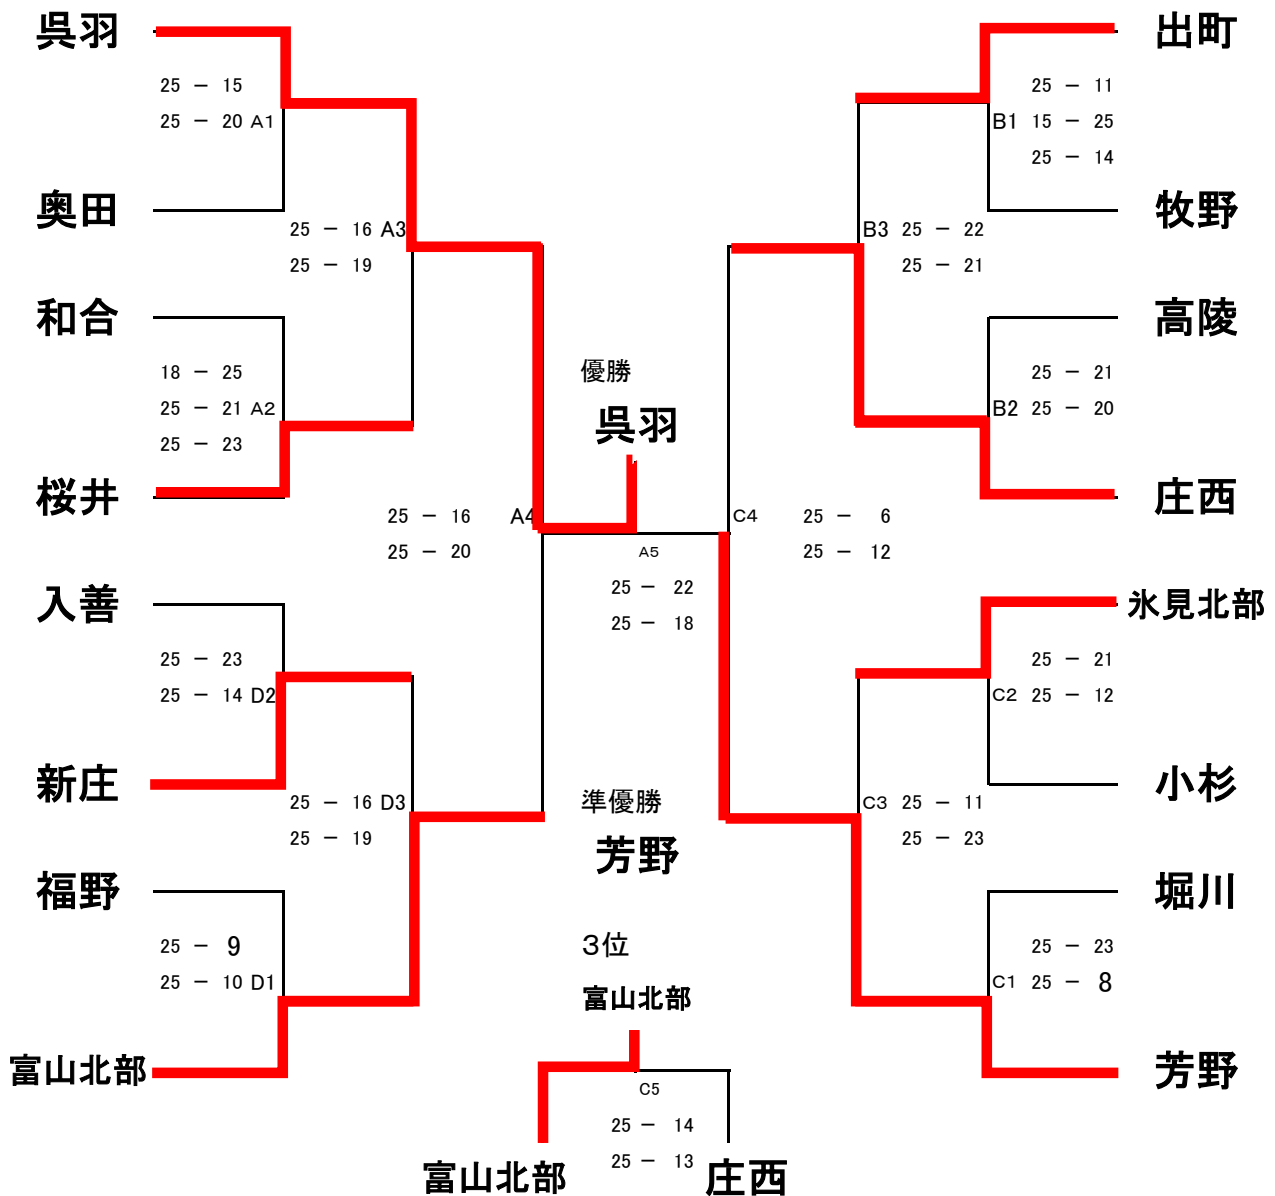 呉羽
25 － 15
25 － 20 A1
奥田
25 － 16 A3
25 － 19
和合
18 － 25
25 － 21 A2
25 － 23
桜井
25 － 16 A4
25 － 20
入善
25 － 23
25 － 14 D2
新庄
25 － 16 D3
25 － 19
福野
25 － 9
25 － 10 D1
富山北部
優勝
呉羽
A5
25 － 22
25 － 18
準優勝
芳野
３位
富山北部
C5
25 － 14
25 － 13
富山北部
庄西
出町
25 － 11
B1 15 － 25
25 － 14
牧野
B3 25 － 22
25 － 21
高陵
25 － 21
B2 25 － 20
庄西
C4 25 － 6
25 － 12
氷見北部
25 － 21
C2 25 － 12
小杉
C3 25 － 11
25 － 23
堀川
25 － 23
C1 25 － 8
芳野